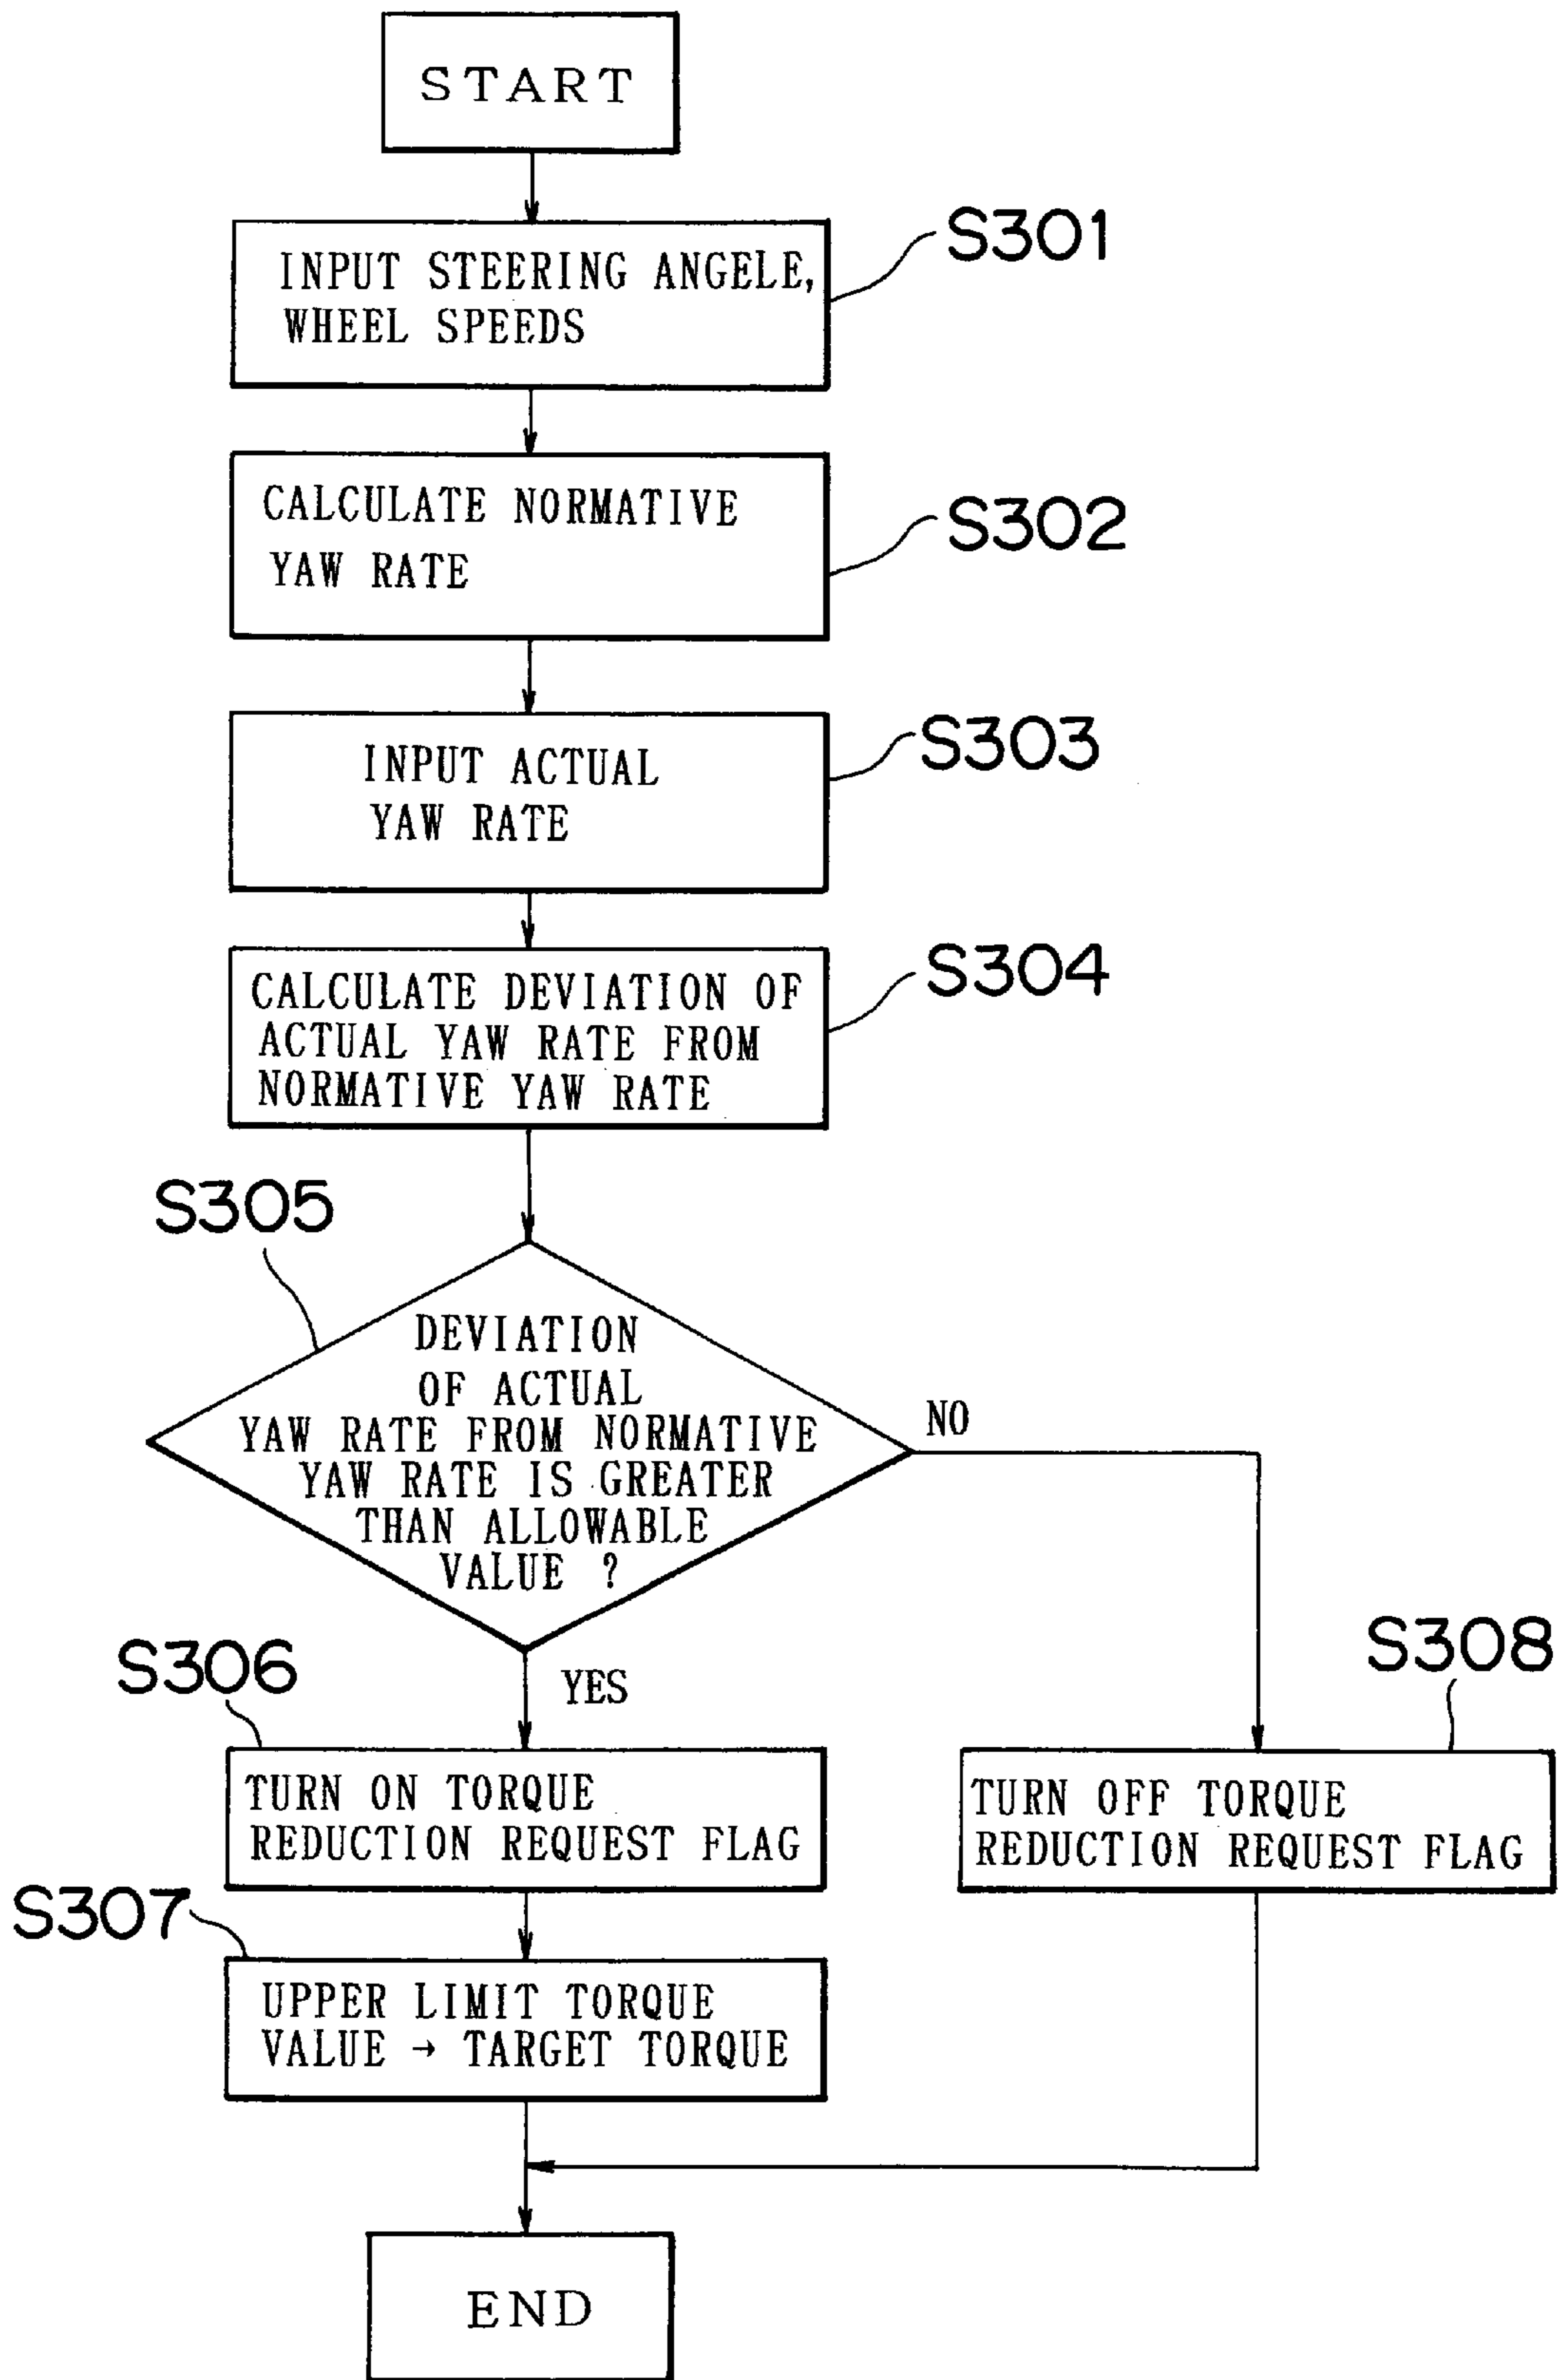 START
S301
INPUT STEERING ANGELE,
WHEEL SPEEDS
S302
CALCULATE NORMATIVE
YAW RATE
S303
INPUT ACTUAL
YAW RATE
S304
CALCULATE DEVIATION OF
ACTUAL YAW RATE FROM
NORMATIVE YAW RATE
S305
DEVIATION
OF ACTUAL
YAW RATE FROM NORMATIVE
YAW RATE IS GREATER
THAN ALLOWABLE
VALUE ?
NO
YES
S306
TURN ON TORQUE
REDUCTION REQUEST FLAG
S308
TURN OFF TORQUE
REDUCTION REQUEST FLAG
S307
UPPER LIMIT TORQUE
VALUE → TARGET TORQUE
END